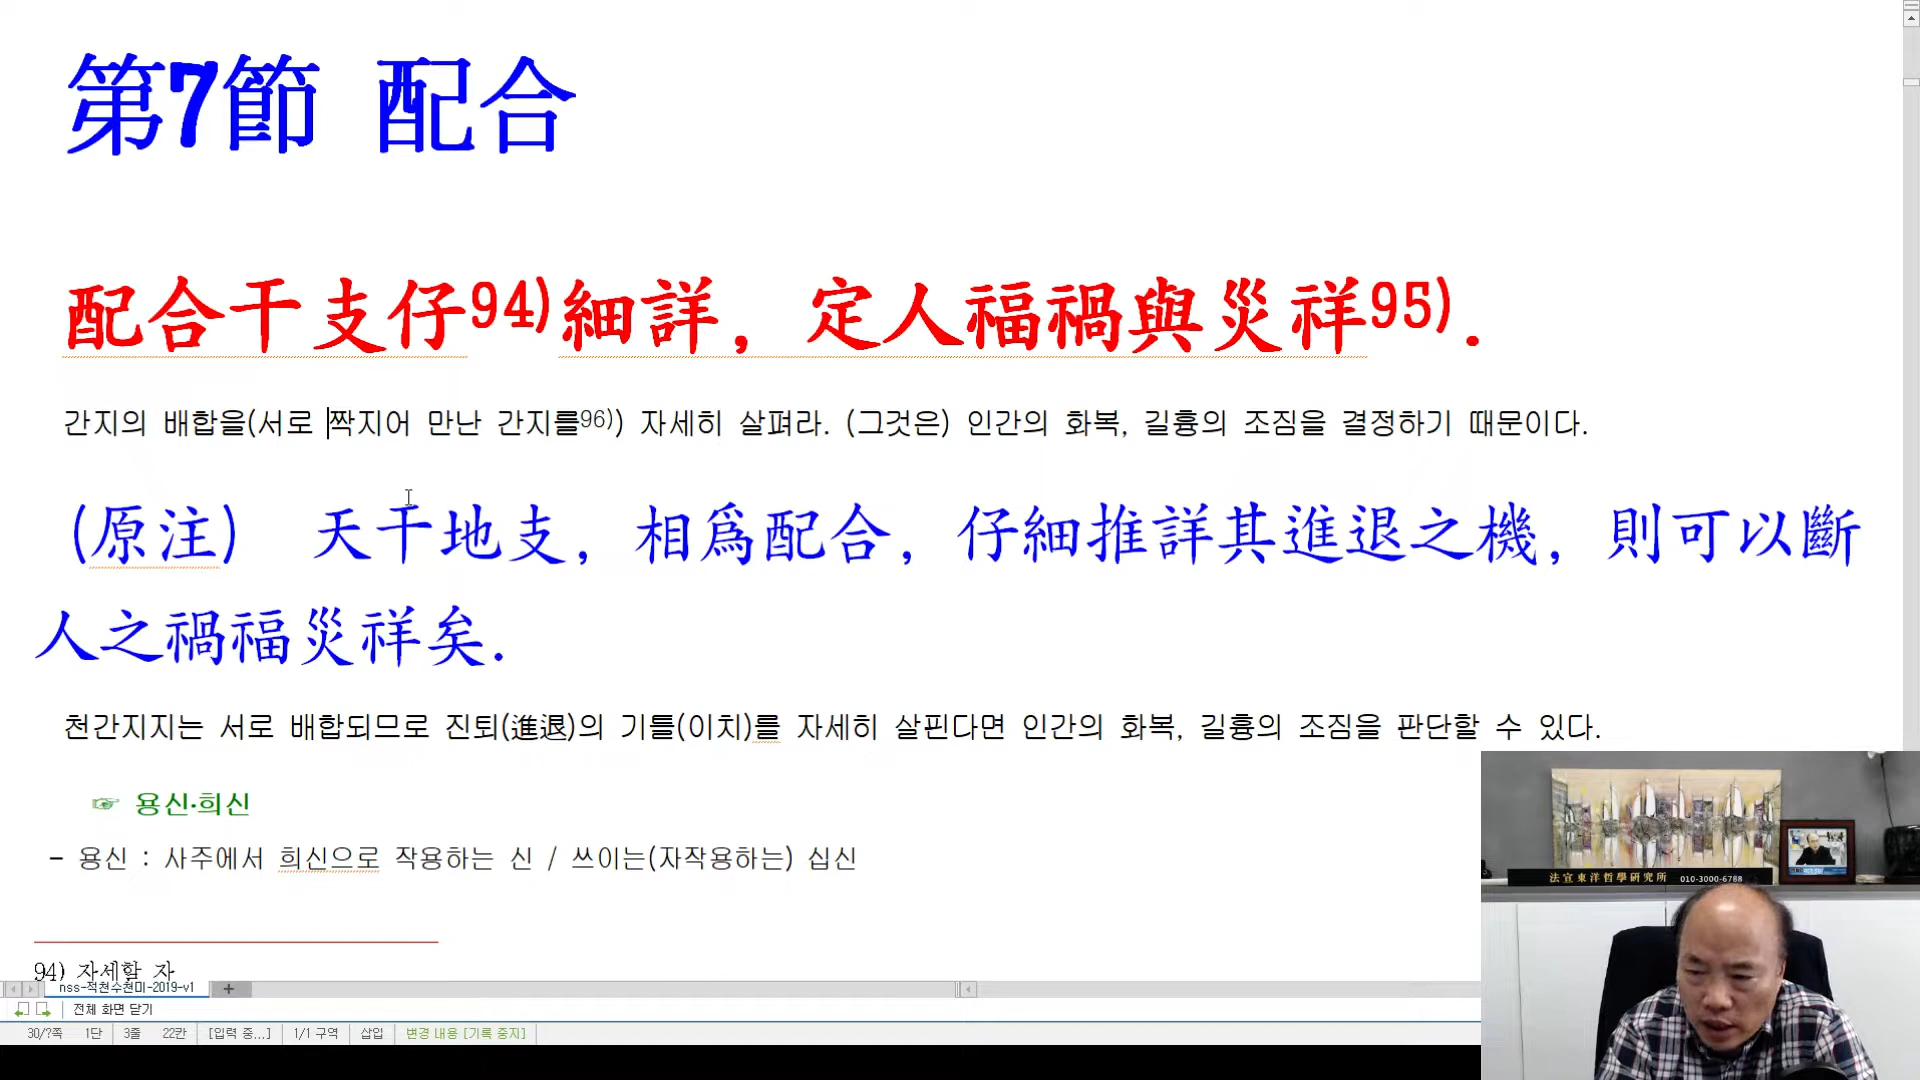 第7節 配合
配合干支仔94)細詳, 定人福禍與災祥95).
간지의 배합을(서로 짝지어 만난 간지를96)) 자세히 살펴라. (그것은) 인간의 화복, 길흉의 조짐을 결정하기 때문이다.
(原注) 天干地支, 相爲配合, 仔細推詳其進退之機, 則可以斷
人之禍福災祥矣.
천간지지는 서로 배합되므로 진퇴(進退)의 기틀(이치)를 자세히 살핀다면 인간의 화복, 길흉의 조짐을 판단할 수 있다.
☞ 용신·희신
- 용신 : 사주에서 희신으로 작용하는 신 / 쓰이는(자작용하는) 십신
法宣東洋哲學硏究所 010-3000-6788
94) 자세할 자
nss-적천수천미-2019-v1
전체 화면 닫기
30/?쪽 1단 3줄 22칸 [입력 중...] 1/1 구역 삽입 변경 내용 [기록 중지]